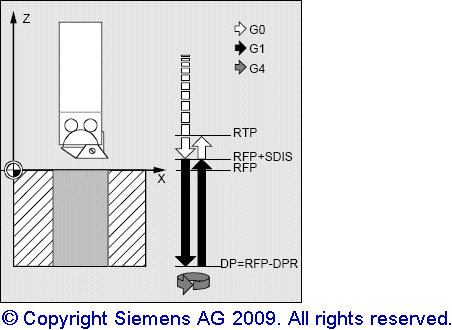 Z
G0
G1
G4
RTP
RFP+SDIS
RFP
X
DP=RFP-DPR
© Copyright Siemens AG 2009. All rights reserved.